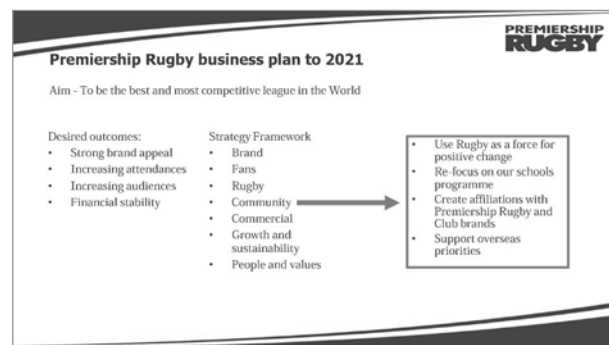 PREMIERSHIP
RUGBY
Premiership Rugby business plan to 2021
Aim - To be the best and most competitive league in the World
Desired outcomes:
• Strong brand appeal
• Increasing attendances
• Increasing audiences
• Financial stability
Strategy Framework
• Brand
• Fans
• Rugby
• Community
• Commercial
• Growth and
sustainability
• People and values
• Use Rugby as a force for
positive change
• Re-focus on our schools
programme
• Create affiliations with
Premiership Rugby and
Club brands
• Support overseas
priorities